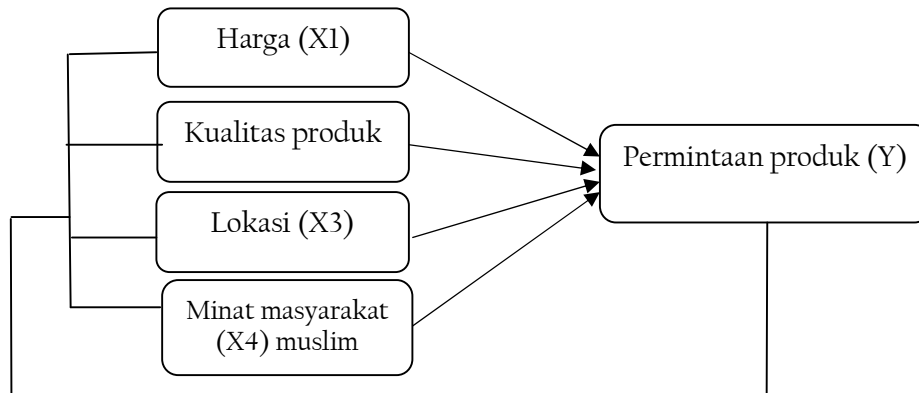 Harga (X1)
Kualitas produk
Lokasi (X3)
Minat masyarakat
(X4) muslim
Permintaan produk (Y)